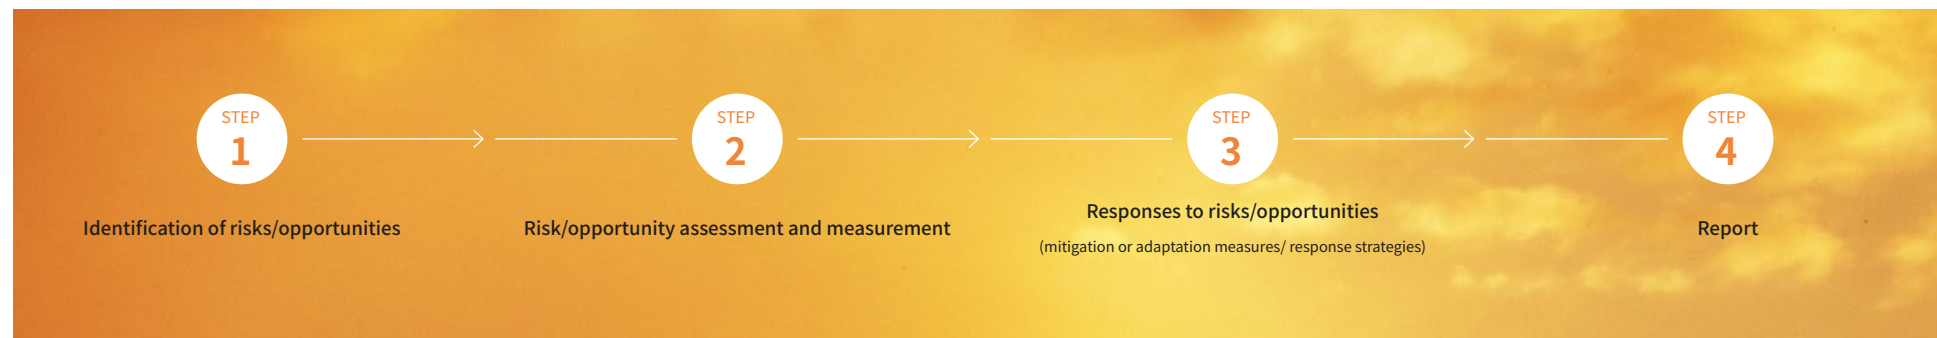 STEP
1
Identification of risks/opportunities
STEP
2
Risk/opportunity assessment and measurement
STEP
3
Responses to risks/opportunities
(mitigation or adaptation measures/ response strategies)
STEP
4
Report